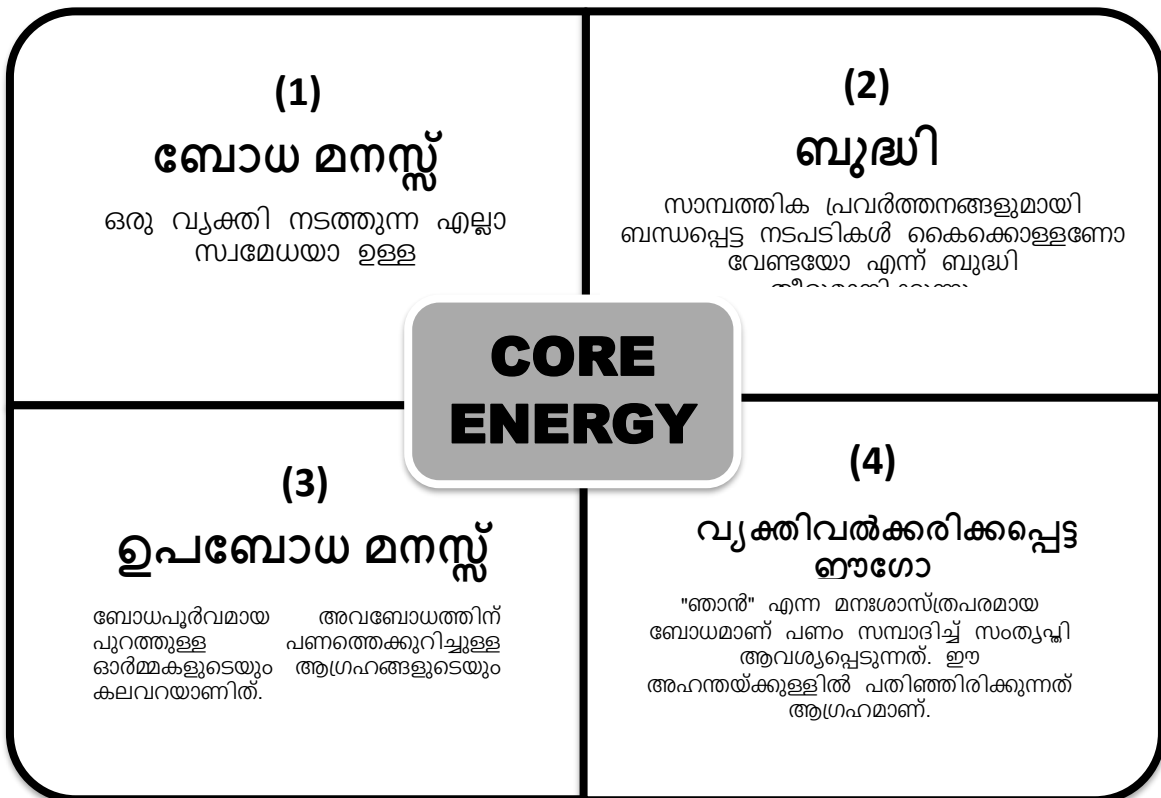 (1)
ബോധ മനസ്സ്
ഒരു വ്യക്തി നടത്തുന്ന എല്ലാ
സ്വമേധയാ ഉള്ള
(2)
ബുദ്ധി
സാമ്പത്തിക പ്രവർത്തനങ്ങളുമായി
ബന്ധപ്പെട്ട നടപടികൾ കൈക്കൊള്ളണോ
വേണ്ടയോ എന്ന് ബുദ്ധി
CORE
ENERGY
(3)
ഉപബോധ മനസ്സ്
ബോധപൂർവമായ അവബോധത്തിന്
പുറത്തുള്ള പണത്തെക്കുറിച്ചുള്ള
ഓർമ്മകളുടെയും ആഗ്രഹങ്ങളുടെയും
കലവറയാണിത്.
(4)
വ്യക്തിവൽക്കരിക്കപ്പെട്ട
ഈഗോ
"ഞാൻ" എന്ന മനഃശാസ്ത്രപരമായ
ബോധമാണ് പണം സമ്പാദിച്ച് സംതൃപ്തി
ആവശ്യപ്പെടുന്നത്. ഈ
അഹന്തയ്ക്കുള്ളിൽ പതിഞ്ഞിരിക്കുന്നത്
ആഗ്രഹമാണ്.